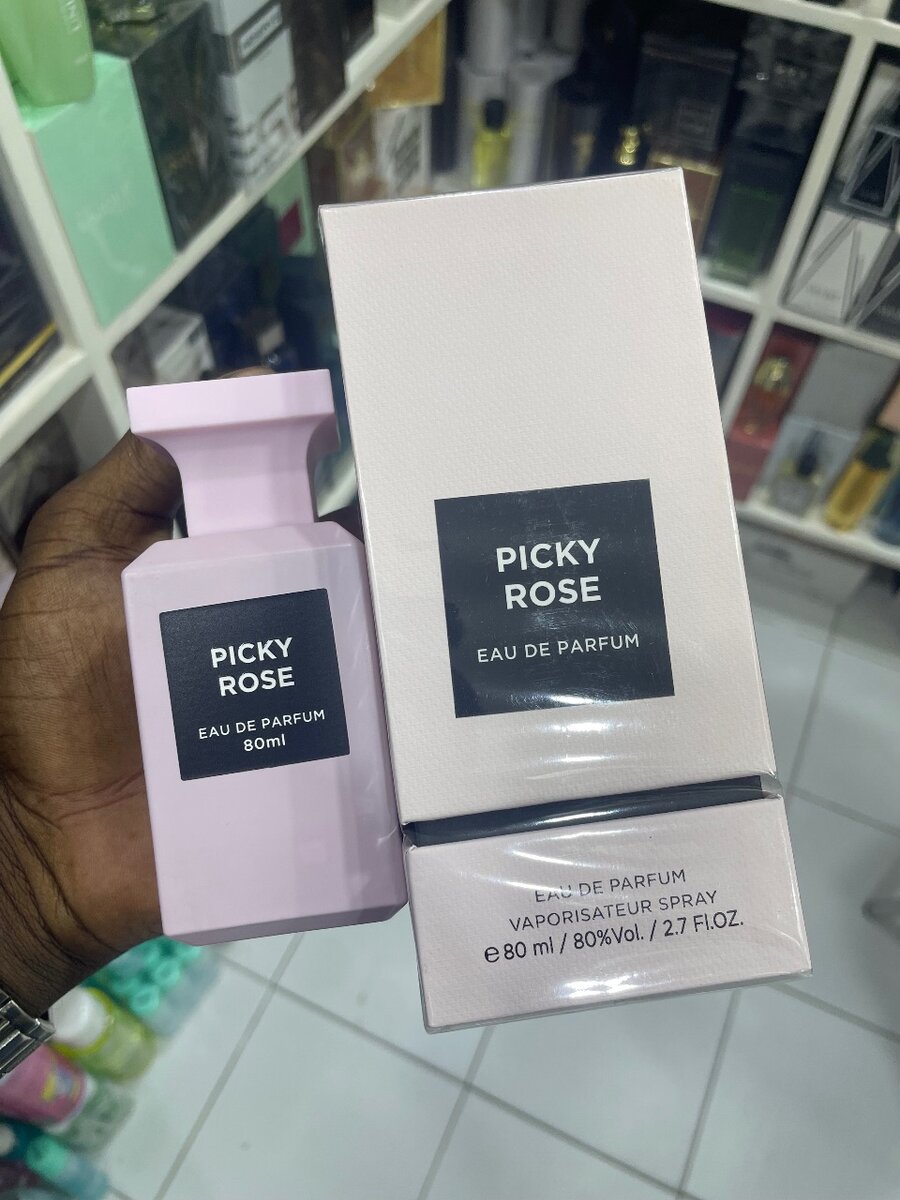 PICKY
ROSE
EAU DE PARFUM
80ml
PICKY
ROSE
EAU DE PARFUM
EAU DE PARFUM
VAPORISATEUR SPRAY
℮ 80 ml / 80%Vol. / 2.7 Fl.OZ.